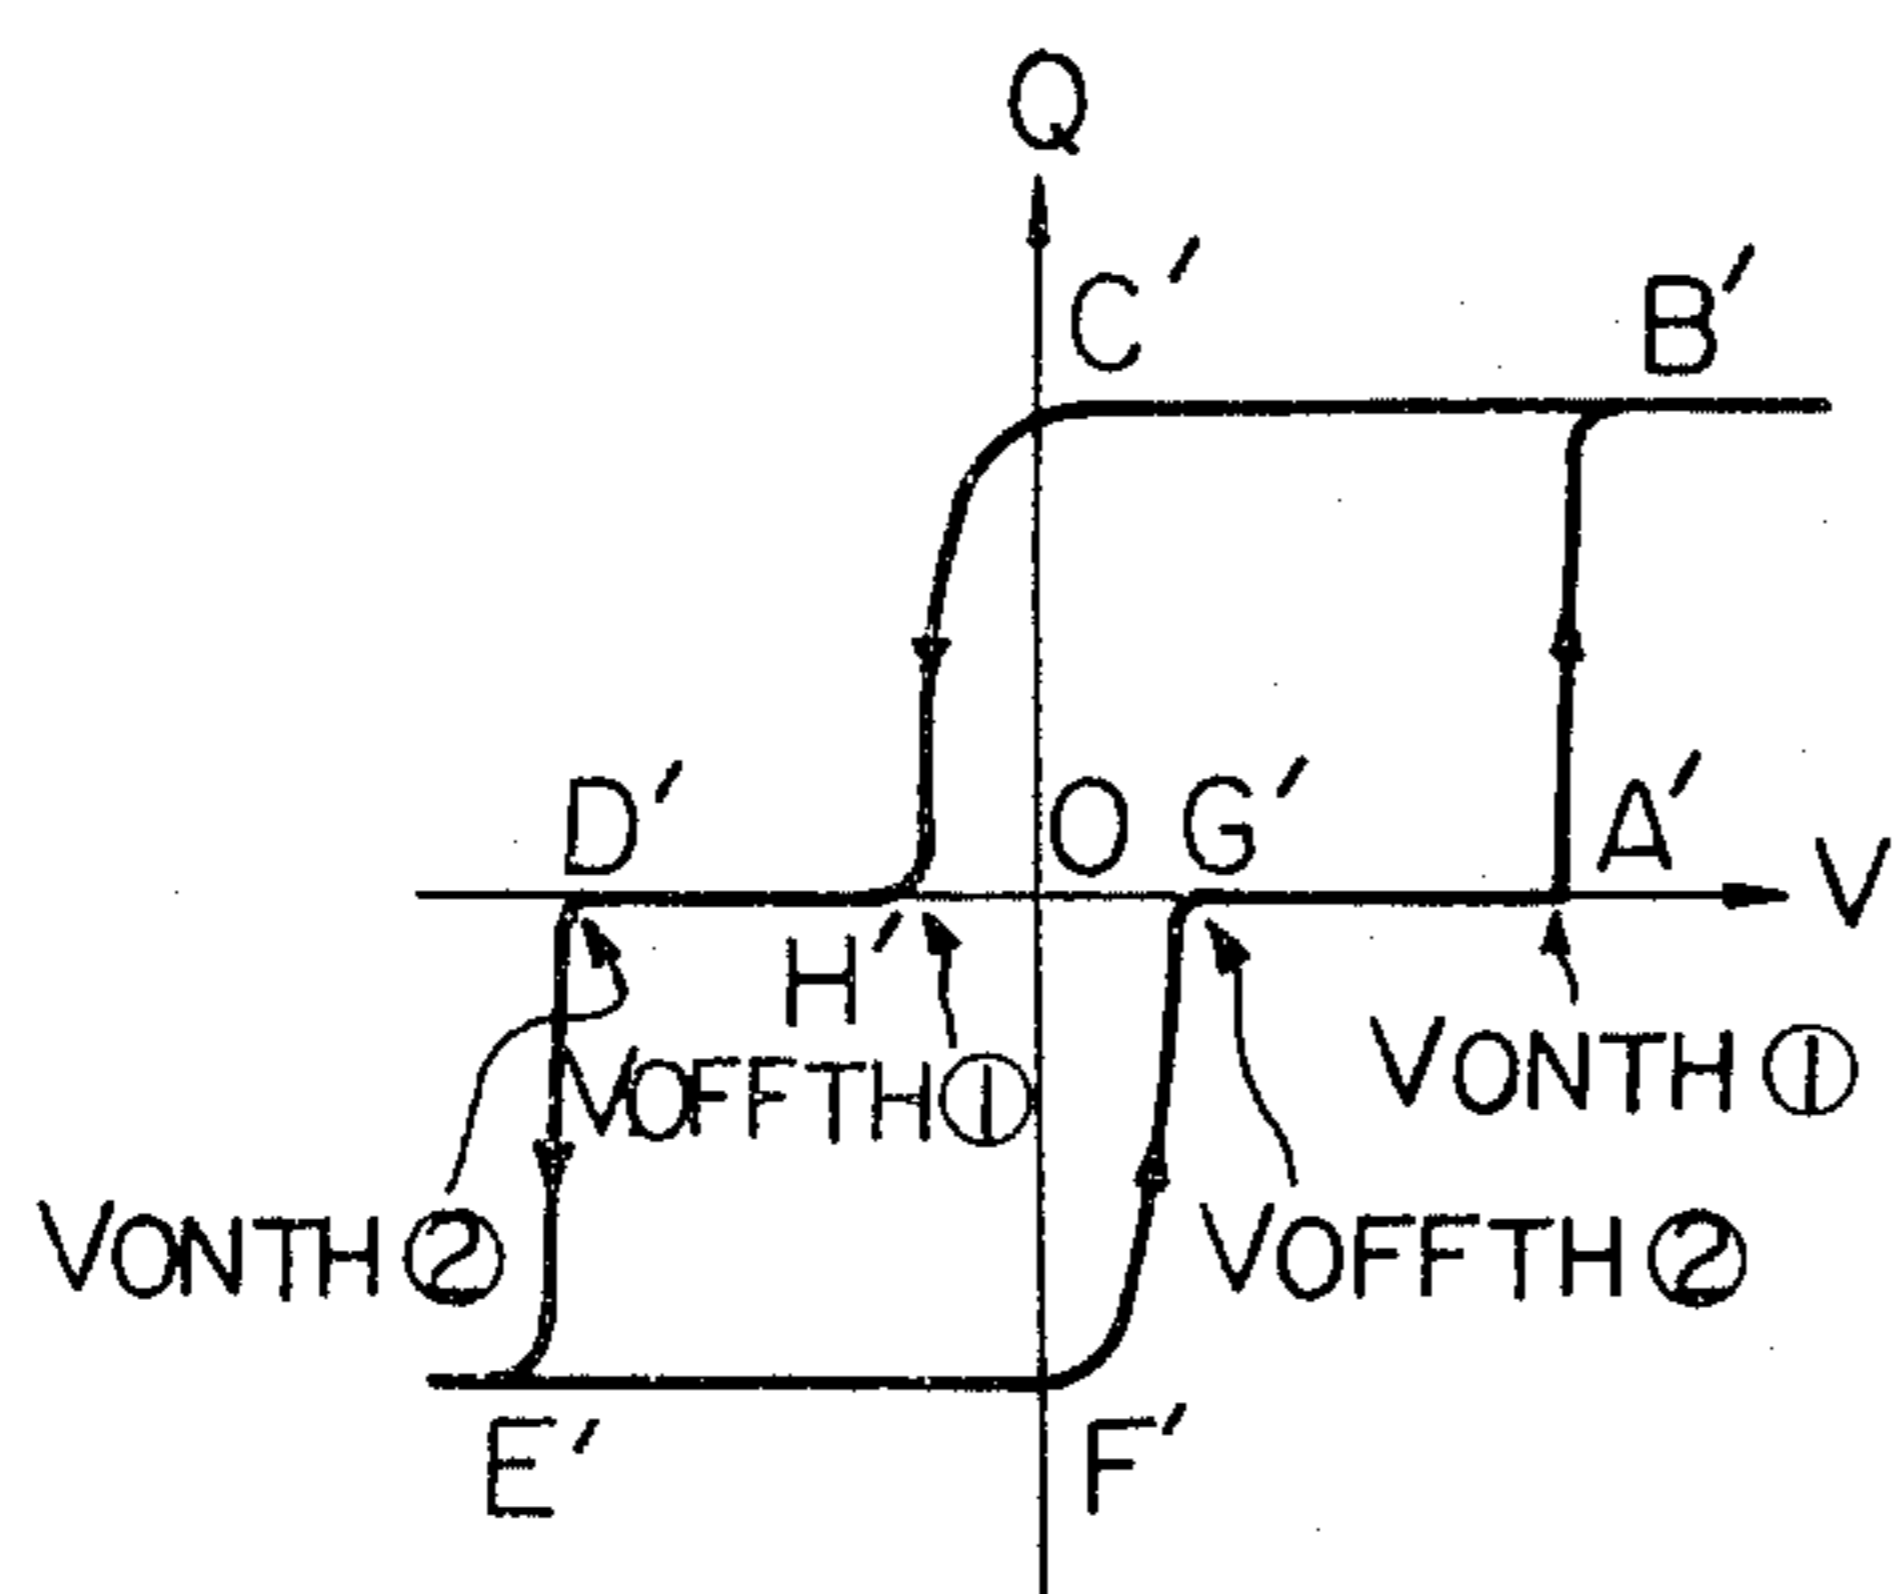 Q
C′
B′
D′
O
G′
A′
V
H′
VOFFTH①
VONTH①
VONTH②
VOFFTH②
E′
F′